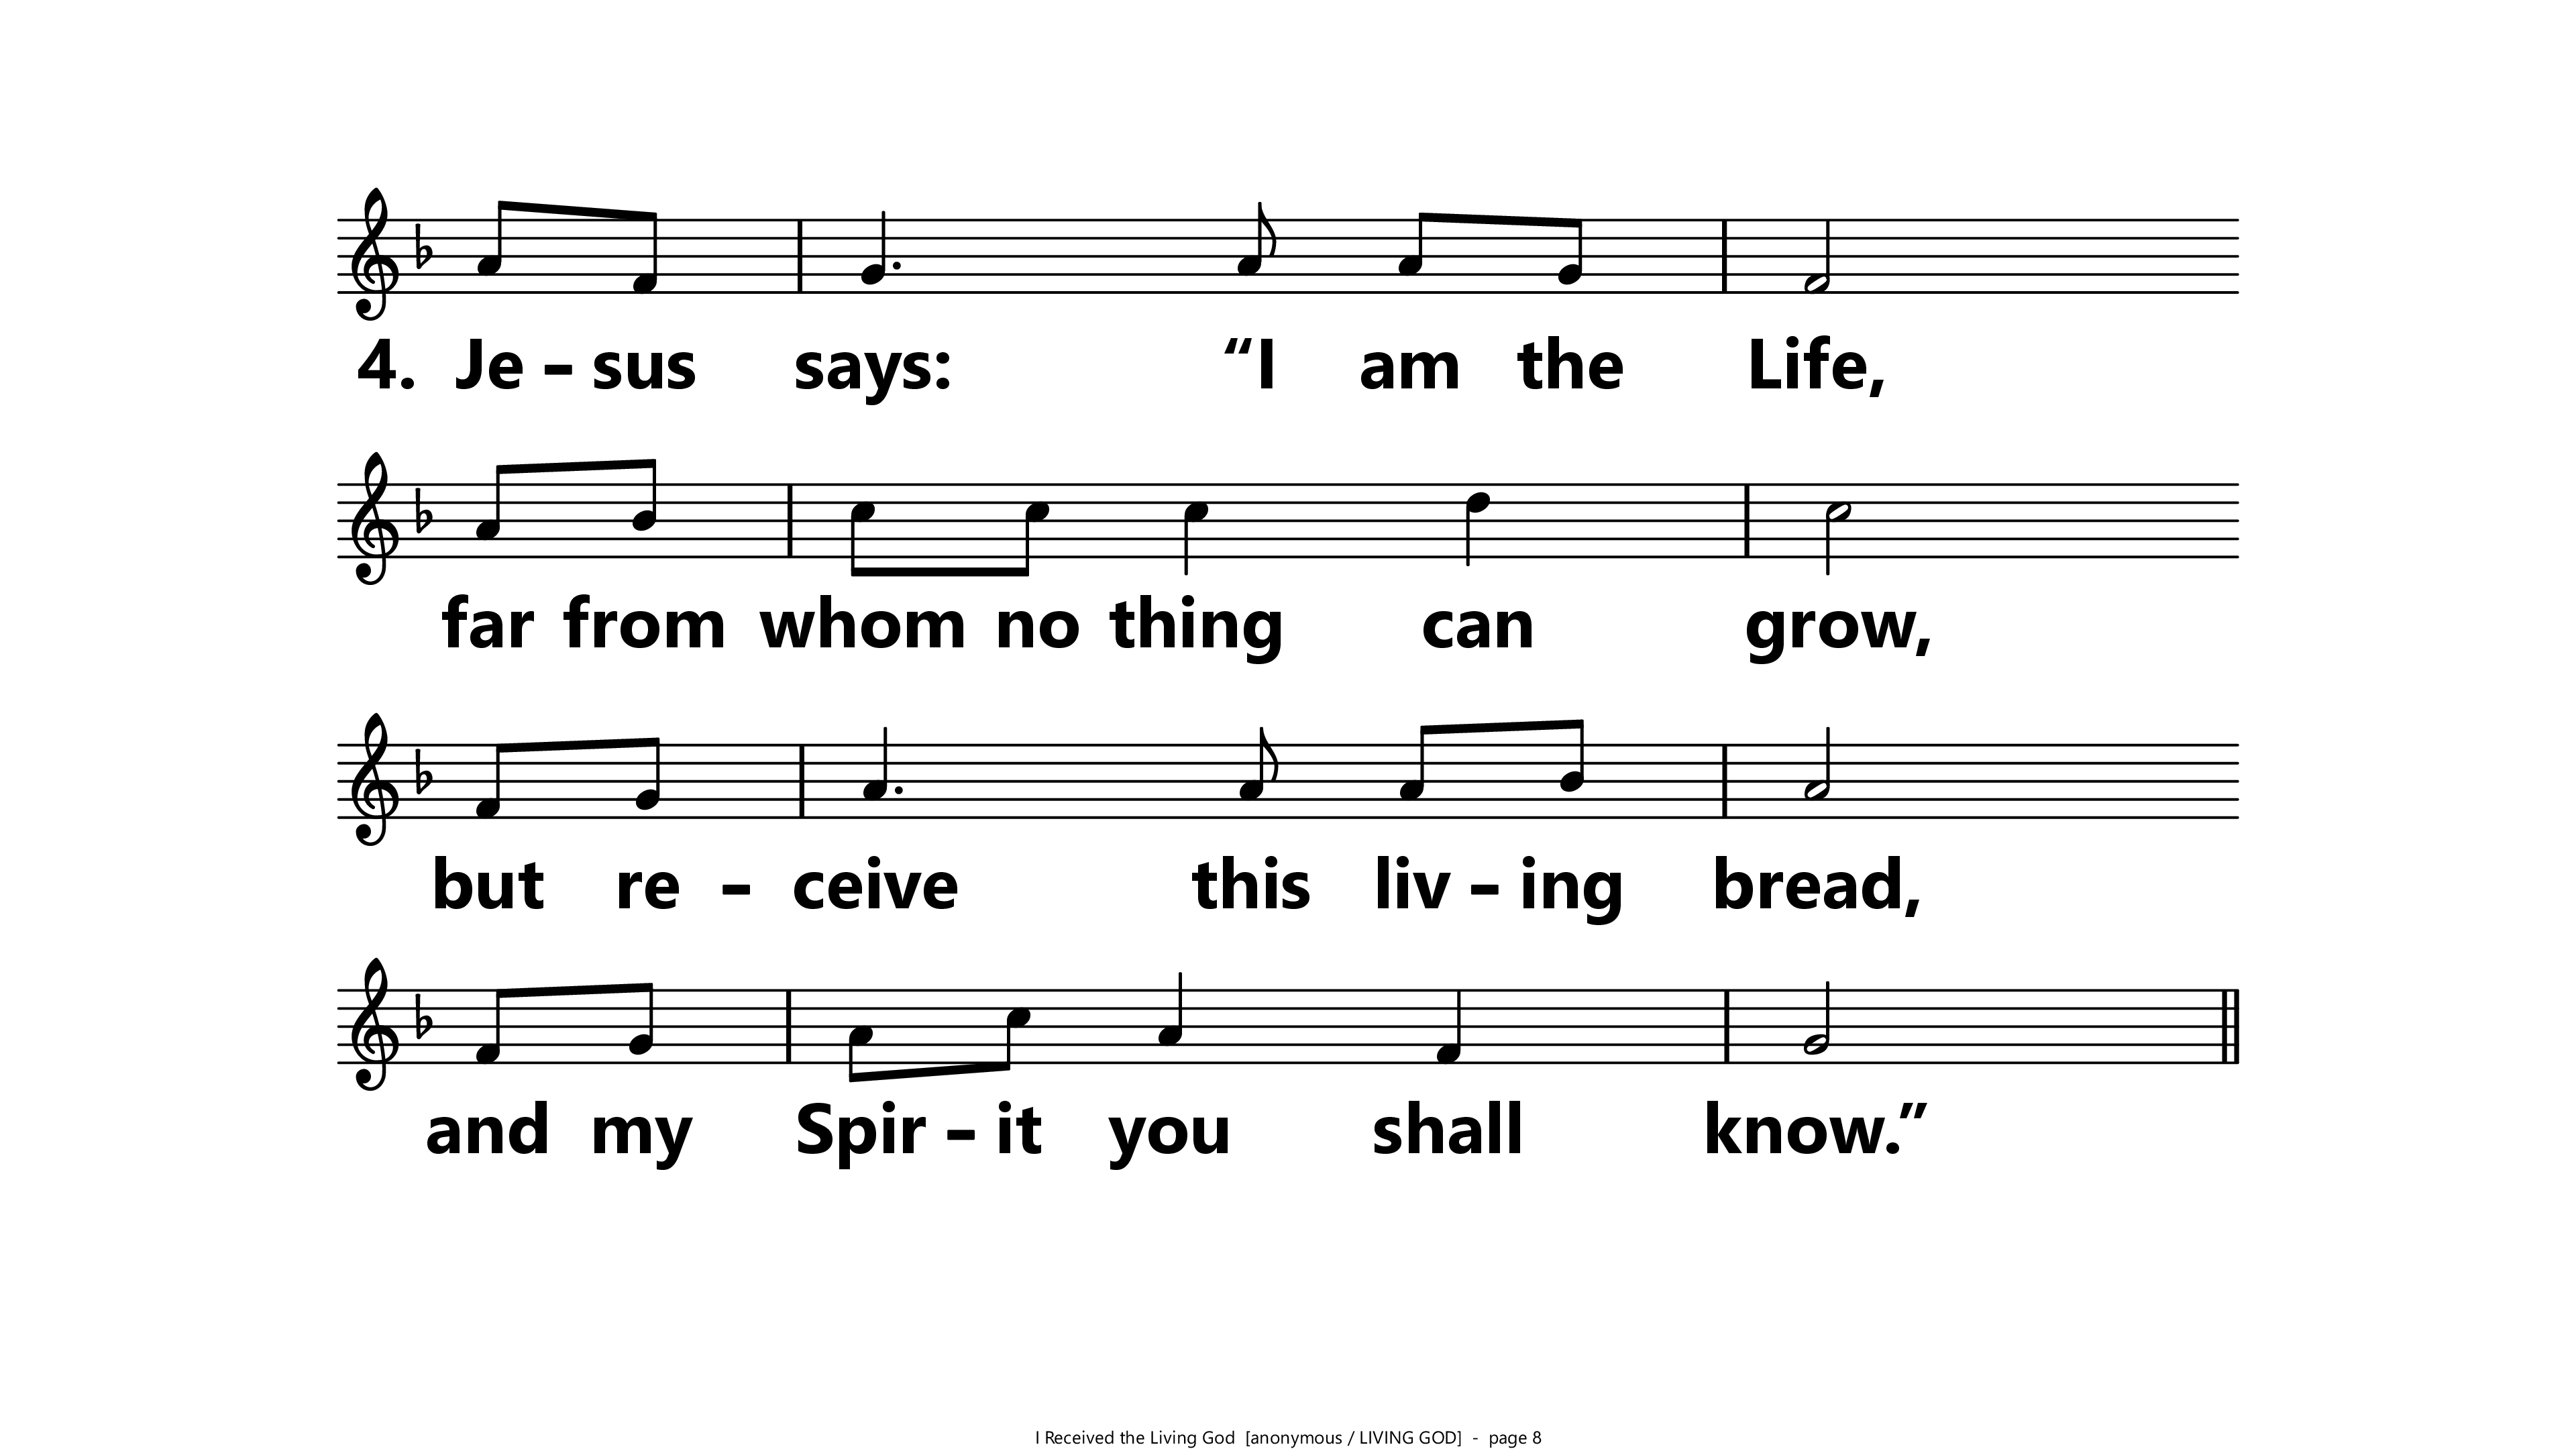 4. Je – sus says: “I am the Life,
far from whom no thing can grow,
but re – ceive this liv – ing bread,
and my Spir – it you shall know.”
I Received the Living God [anonymous / LIVING GOD] - page 8